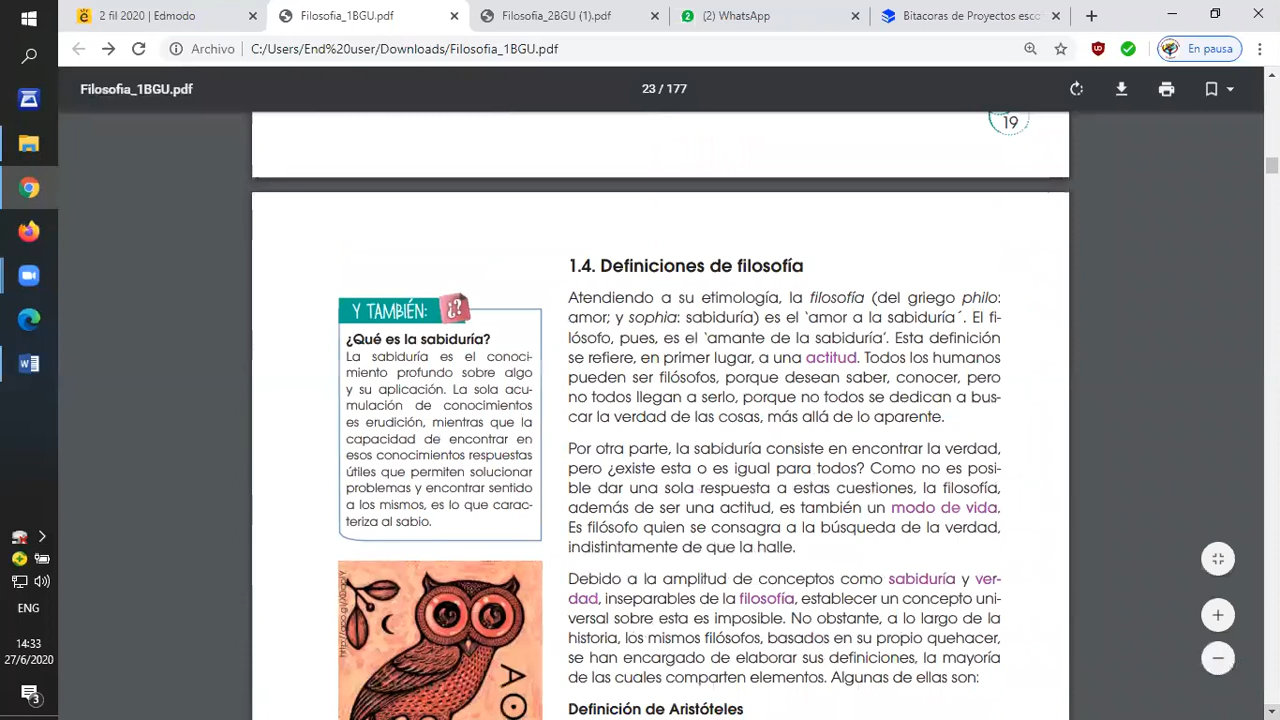 2 fil 2020 | Edmodo
Filosofia_1BGU.pdf
Filosofia_2BGU (1).pdf
(2) WhatsApp
Bitacoras de Proyectos esco
Archivo
C:/Users/End%20user/Downloads/Filosofia_1BGU.pdf
En pausa
Filosofia_1BGU.pdf
23 / 177
19
1.4. Definiciones de filosofía
Atendiendo a su etimología, la filosofía (del griego philo:
amor; y sophia: sabiduría) es el ‘amor a la sabiduría´. El fi-
lósofo, pues, es el ‘amante de la sabiduría’. Esta definición
se refiere, en primer lugar, a una actitud. Todos los humanos
pueden ser filósofos, porque desean saber, conocer, pero
no todos llegan a serlo, porque no todos se dedican a bus-
car la verdad de las cosas, más allá de lo aparente.
Por otra parte, la sabiduría consiste en encontrar la verdad,
pero ¿existe esta o es igual para todos? Como no es posi-
ble dar una sola respuesta a estas cuestiones, la filosofía,
además de ser una actitud, es también un modo de vida.
Es filósofo quien se consagra a la búsqueda de la verdad,
indistintamente de que la halle.
Debido a la amplitud de conceptos como sabiduría y ver-
dad, inseparables de la filosofía, establecer un concepto uni-
versal sobre esta es imposible. No obstante, a lo largo de la
historia, los mismos filósofos, basados en su propio quehacer,
se han encargado de elaborar sus definiciones, la mayoría
de las cuales comparten elementos. Algunas de ellas son:
Definición de Aristóteles
Y TAMBIÉN: ¿?
¿Qué es la sabiduría?
La sabiduría es el conoci-
miento profundo sobre algo
y su aplicación. La sola acu-
mulación de conocimientos
es erudición, mientras que la
capacidad de encontrar en
esos conocimientos respuestas
útiles que permiten solucionar
problemas y encontrar sentido
a los mismos, es lo que carac-
teriza al sabio.
ΑΘ
ENG
14:33
27/6/2020
3